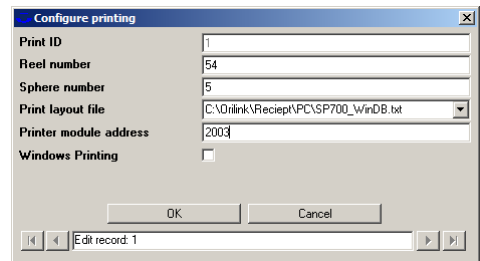 Configure printing
Print ID 1
Reel number 54
Sphere number 5
Print layout file C:\Orilink\Reciept\PC\SP700_WinDB.txt
Printer module address 2003
Windows Printing
OK Cancel
Edit record: 1